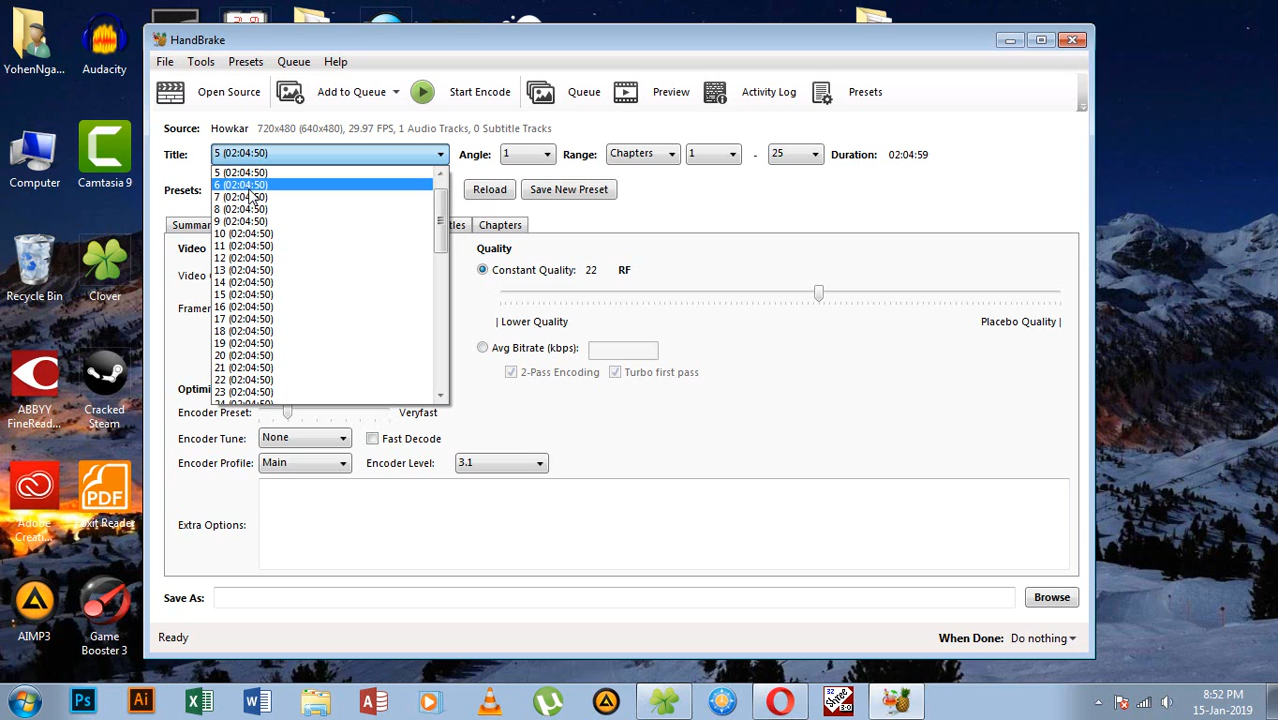 YohenNga...
Audacity
Computer
Camtasia 9
Recycle Bin
Clover
ABBYY
FineRead...
Cracked
Steam
Adobe
Creati...
Foxit Reader
PDF
AIMP3
Game
Booster 3
HandBrake
File Tools Presets Queue Help
Open Source Add to Queue Start Encode Queue Preview Activity Log Presets
Source: Howkar 720x480 (640x480), 29.97 FPS, 1 Audio Tracks, 0 Subtitle Tracks
Title: 5 (02:04:50) Angle: 1 Range: Chapters 1 - 25 Duration: 02:04:59
5 (02:04:50)
6 (02:04:50)
7 (02:04:50)
8 (02:04:50)
9 (02:04:50)
10 (02:04:50)
11 (02:04:50)
12 (02:04:50)
13 (02:04:50)
14 (02:04:50)
15 (02:04:50)
16 (02:04:50)
17 (02:04:50)
18 (02:04:50)
19 (02:04:50)
20 (02:04:50)
21 (02:04:50)
22 (02:04:50)
23 (02:04:50)
Presets: Reload Save New Preset
Chapters
Video Quality
Constant Quality: 22 RF
| Lower Quality Placebo Quality |
Avg Bitrate (kbps):
2-Pass Encoding Turbo first pass
Encoder Preset: Veryfast
Encoder Tune: None Fast Decode
Encoder Profile: Main Encoder Level: 3.1
Extra Options:
Save As: Browse
Ready When Done: Do nothing
Ps Ai
8:52 PM
15-Jan-2019